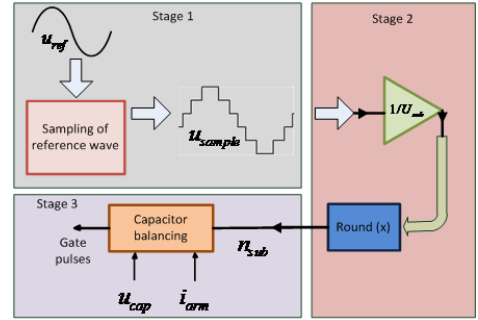 Stage 1
u_ref
Sampling of
reference wave
u_sample
Stage 2
1/U_sub
Round (x)
Stage 3
Capacitor
balancing
Gate
pulses
n_sub
u_cap
i_arm